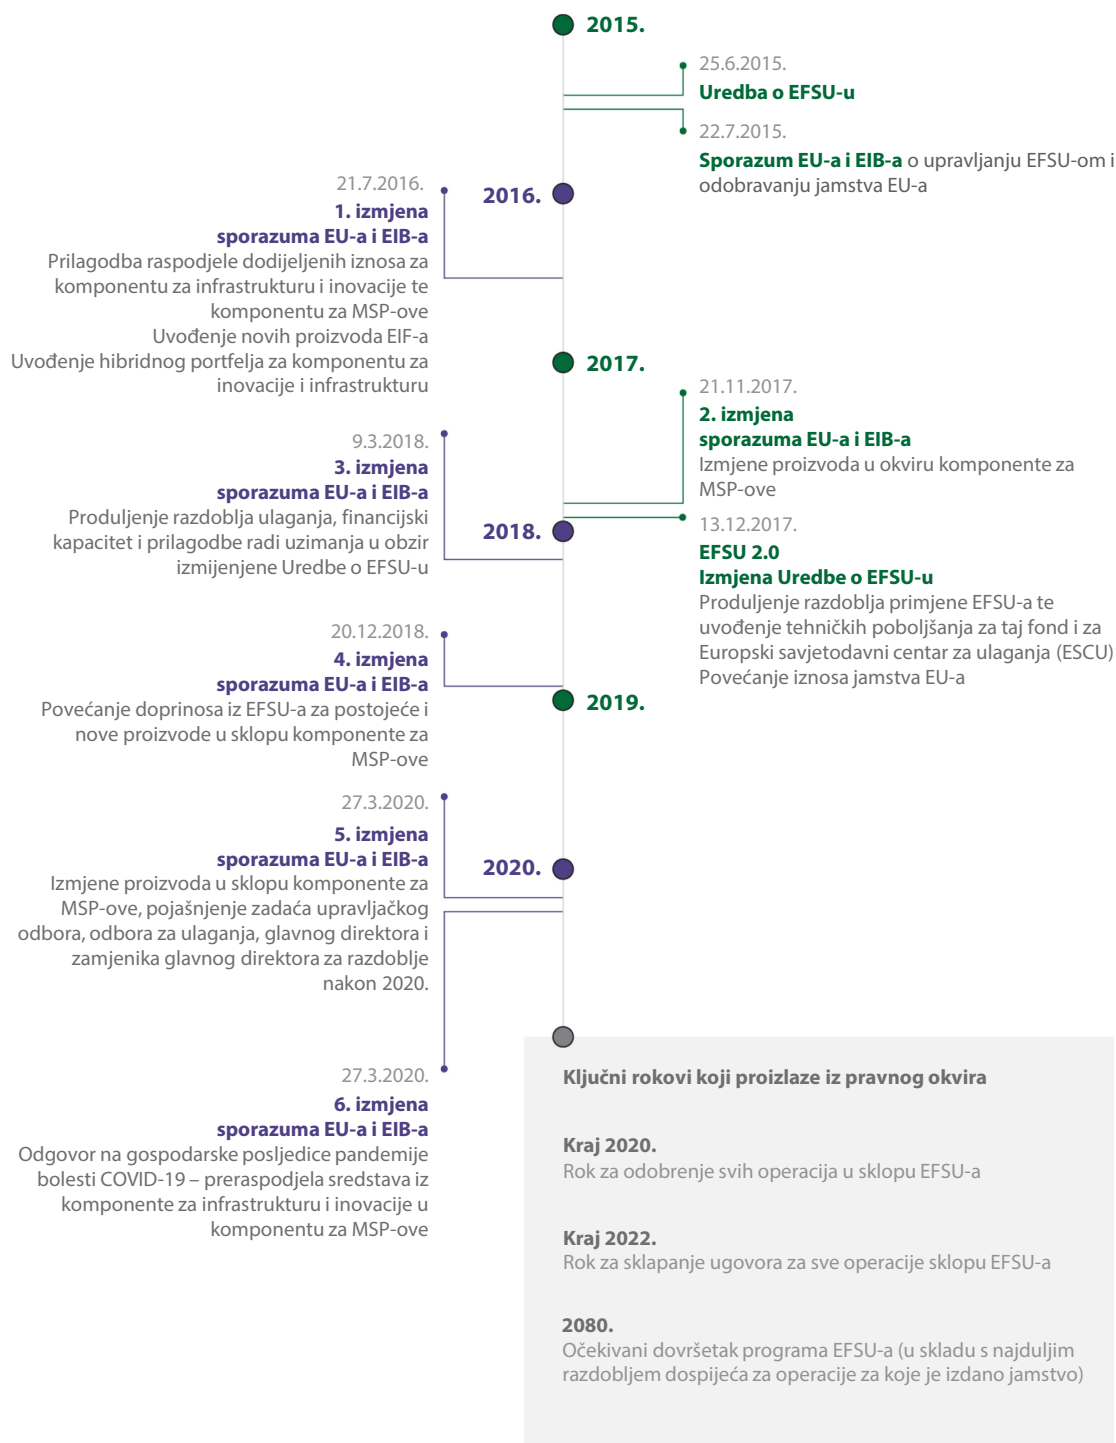 2015.
25.6.2015.
Uredba o EFSU-u
22.7.2015.
Sporazum EU-a i EIB-a o upravljanju EFSU-om i
odobravanju jamstva EU-a
2016.
21.7.2016.
1. izmjena
sporazuma EU-a i EIB-a
Prilagodba raspodjele dodijeljenih iznosa za
komponentu za infrastrukturu i inovacije te
komponentu za MSP-ove
Uvođenje novih proizvoda EIF-a
Uvođenje hibridnog portfelja za komponentu za
inovacije i infrastrukturu
2017.
21.11.2017.
2. izmjena
sporazuma EU-a i EIB-a
Izmjene proizvoda u okviru komponente za
MSP-ove
13.12.2017.
EFSU 2.0
Izmjena Uredbe o EFSU-u
Produljenje razdoblja primjene EFSU-a te
uvođenje tehničkih poboljšanja za taj fond i za
Europski savjetodavni centar za ulaganja (ESCU)
Povećanje iznosa jamstva EU-a
2018.
9.3.2018.
3. izmjena
sporazuma EU-a i EIB-a
Produljenje razdoblja ulaganja, financijski
kapacitet i prilagodbe radi uzimanja u obzir
izmijenjene Uredbe o EFSU-u
20.12.2018.
4. izmjena
sporazuma EU-a i EIB-a
Povećanje doprinosa iz EFSU-a za postojeće i
nove proizvode u sklopu komponente za
MSP-ove
2019.
2020.
27.3.2020.
5. izmjena
sporazuma EU-a i EIB-a
Izmjene proizvoda u sklopu komponente za
MSP-ove, pojašnjenje zadaća upravljačkog
odbora, odbora za ulaganja, glavnog direktora i
zamjenika glavnog direktora za razdoblje
nakon 2020.
27.3.2020.
6. izmjena
sporazuma EU-a i EIB-a
Odgovor na gospodarske posljedice pandemije
bolesti COVID-19 – preraspodjela sredstava iz
komponente za infrastrukturu i inovacije u
komponentu za MSP-ove
Ključni rokovi koji proizlaze iz pravnog okvira
Kraj 2020.
Rok za odobrenje svih operacija u sklopu EFSU-a
Kraj 2022.
Rok za sklapanje ugovora za sve operacije sklopu EFSU-a
2080.
Očekivani dovršetak programa EFSU-a (u skladu s najduljim
razdobljem dospijeća za operacije za koje je izdano jamstvo)